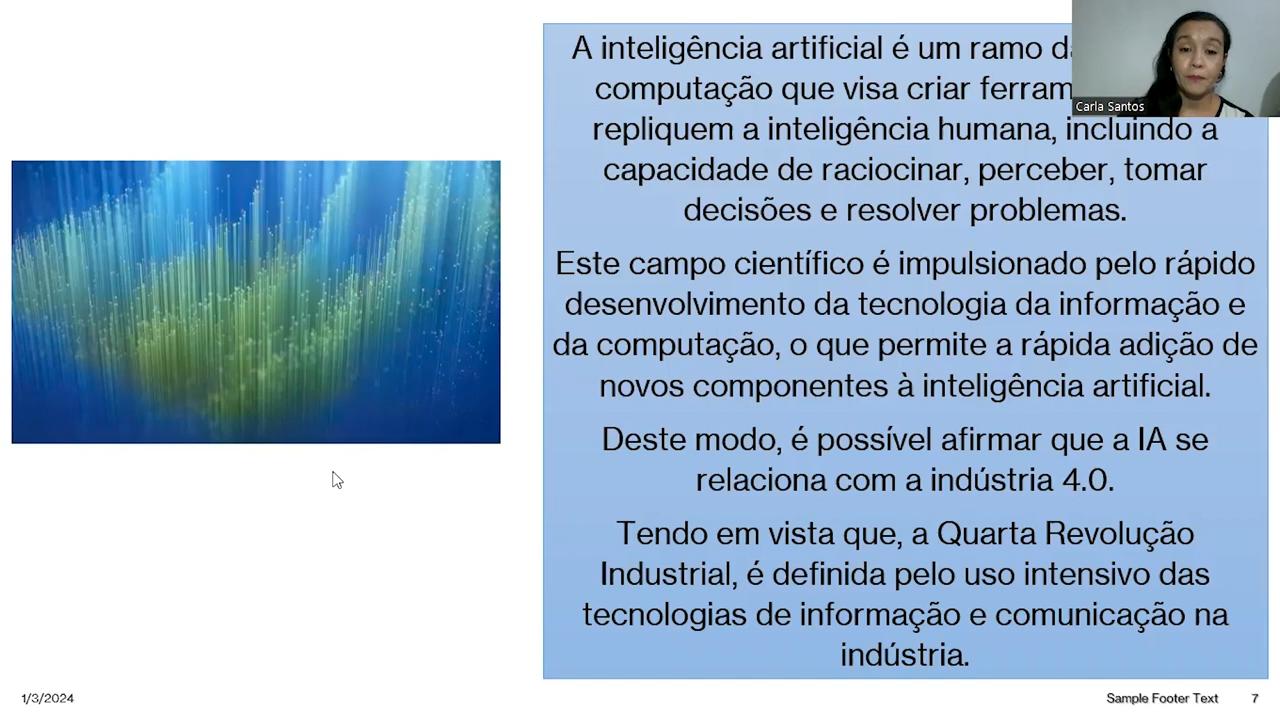 A inteligência artificial é um ramo
computação que visa criar
repliquem a inteligência humana, incluindo a
capacidade de raciocinar, perceber, tomar
decisões e resolver problemas.
Este campo científico é impulsionado pelo rápido
desenvolvimento da tecnologia da informação e
da computação, o que permite a rápida adição de
novos componentes à inteligência artificial.
Deste modo, é possível afirmar que a IA se
relaciona com a indústria 4.0.
Tendo em vista que, a Quarta Revolução
Industrial, é definida pelo uso intensivo das
tecnologias de informação e comunicação na
indústria.
Carla Santos
1/3/2024
Sample Footer Text 7